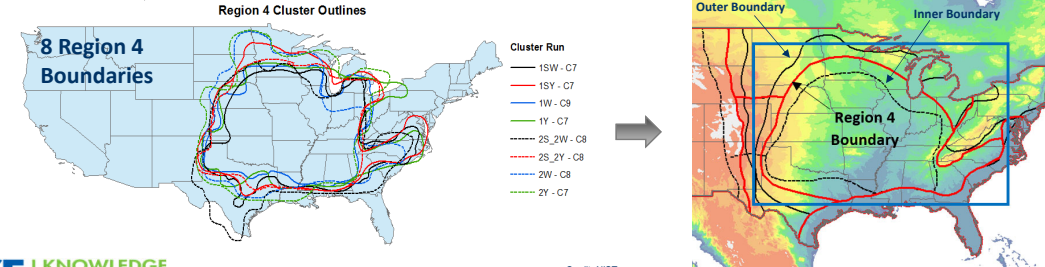 Region 4 Cluster Outlines
8 Region 4
Boundaries
Cluster Run
1SW - C7
1SY - C7
1W - C9
1Y - C7
2S_2W - C8
2S_2Y - C8
2W - C8
2Y - C7
Outer Boundary
Inner Boundary
Region 4
Boundary
KNOWLEDGE